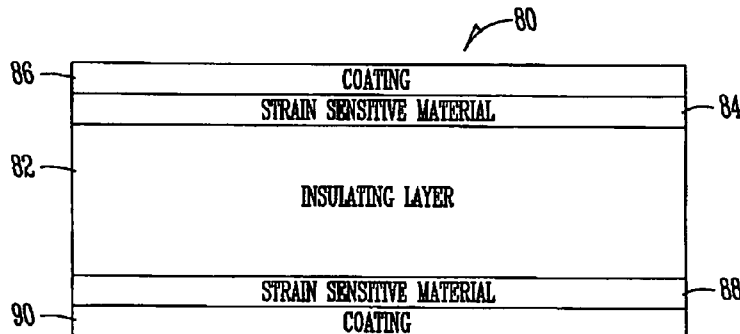 80
86
COATING
STRAIN SENSITIVE MATERIAL
84
82
INSULATING LAYER
STRAIN SENSITIVE MATERIAL
88
90
COATING